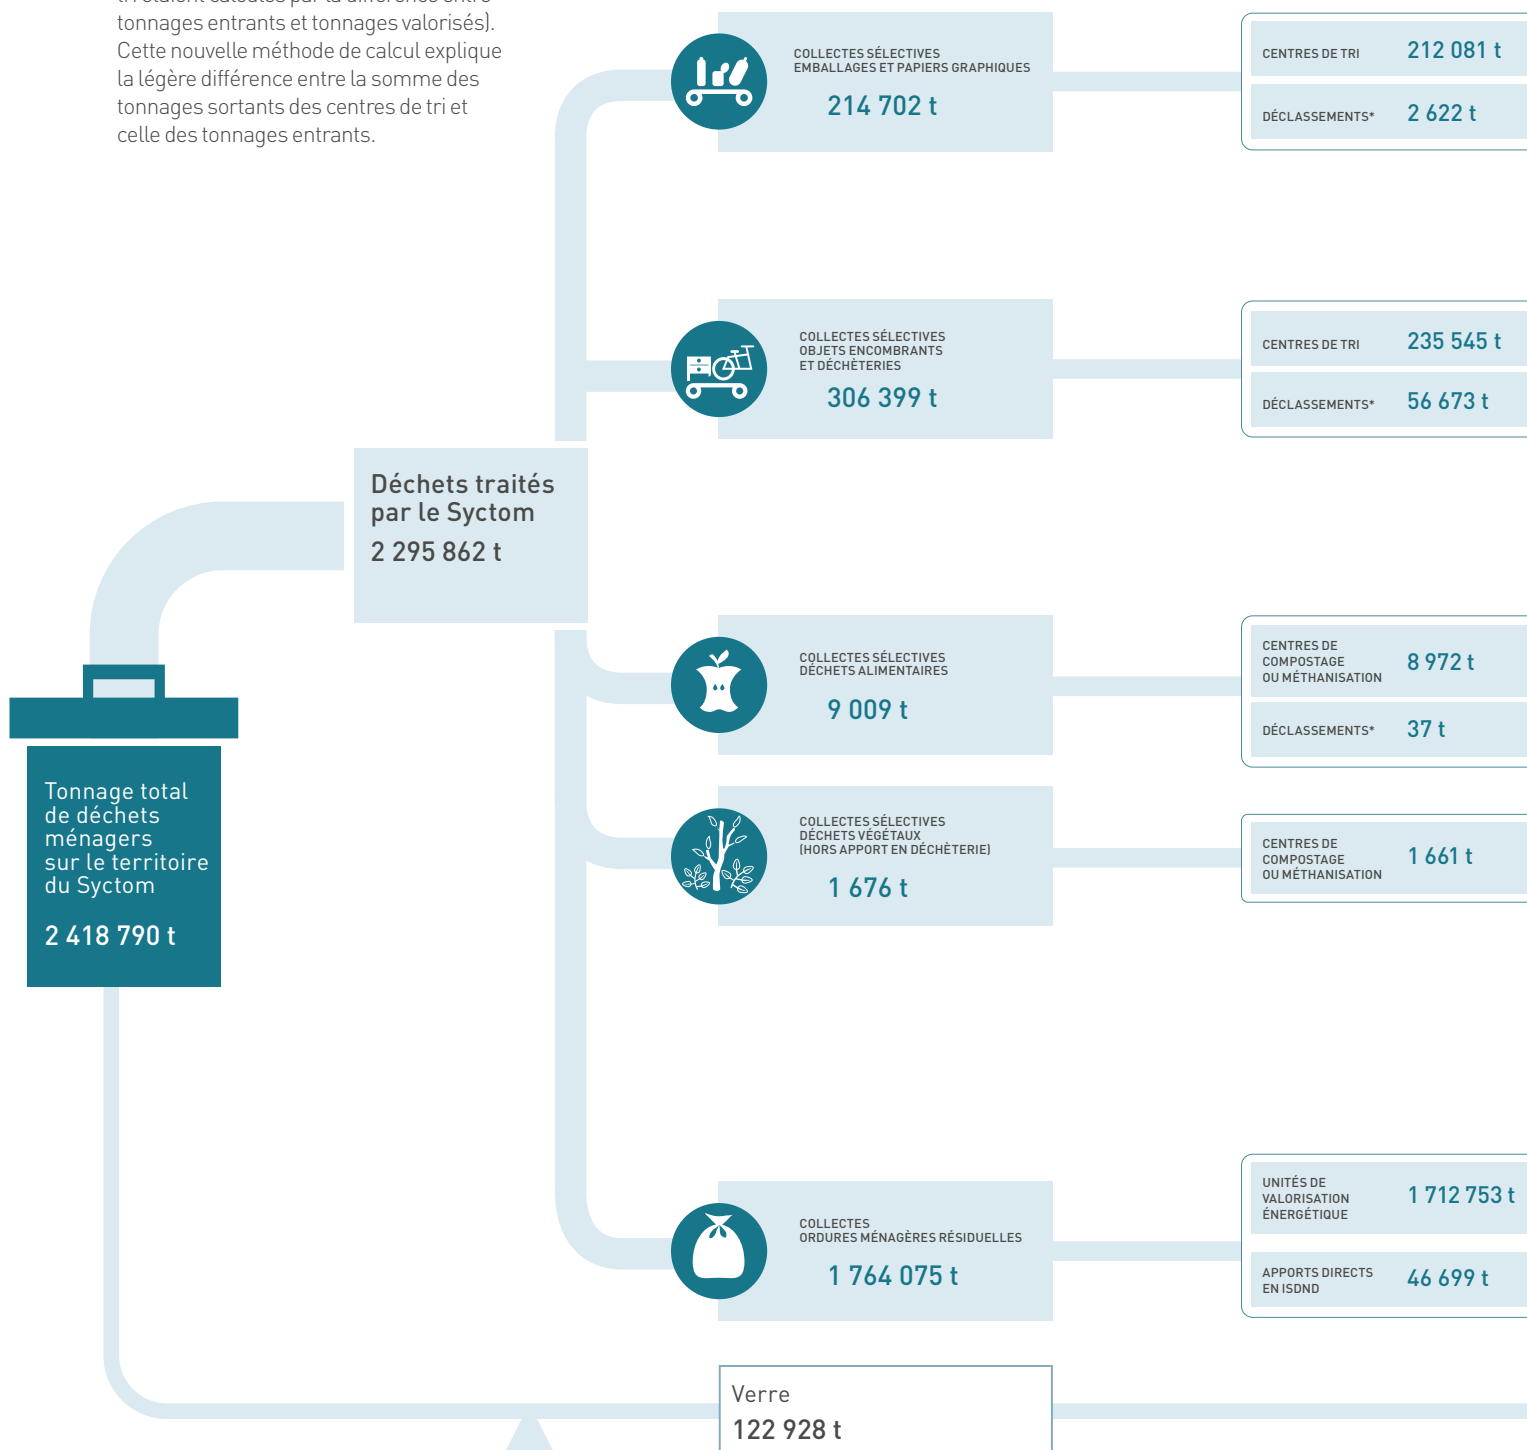 tonnages entrants et tonnages valorisés).
Cette nouvelle méthode de calcul explique
la légère différence entre la somme des
tonnages sortants des centres de tri et
celle des tonnages entrants.
COLLECTES SÉLECTIVES
EMBALLAGES ET PAPIERS GRAPHIQUES
214 702 t
CENTRES DE TRI 212 081 t
DÉCLASSEMENTS* 2 622 t
COLLECTES SÉLECTIVES
OBJETS ENCOMBRANTS
ET DÉCHÈTERIES
306 399 t
CENTRES DE TRI 235 545 t
DÉCLASSEMENTS* 56 673 t
Déchets traités
par le Syctom
2 295 862 t
COLLECTES SÉLECTIVES
DÉCHETS ALIMENTAIRES
9 009 t
CENTRES DE
COMPOSTAGE
OU MÉTHANISATION
8 972 t
DÉCLASSEMENTS* 37 t
Tonnage total
de déchets
ménagers
sur le territoire
du Syctom
2 418 790 t
COLLECTES SÉLECTIVES
DÉCHETS VÉGÉTAUX
(HORS APPORT EN DÉCHÈTERIE)
1 676 t
CENTRES DE
COMPOSTAGE
OU MÉTHANISATION
1 661 t
COLLECTES
ORDURES MÉNAGÈRES RÉSIDUELLES
1 764 075 t
UNITÉS DE
VALORISATION
ÉNERGÉTIQUE
1 712 753 t
APPORTS DIRECTS
EN ISDND
46 699 t
Verre
122 928 t